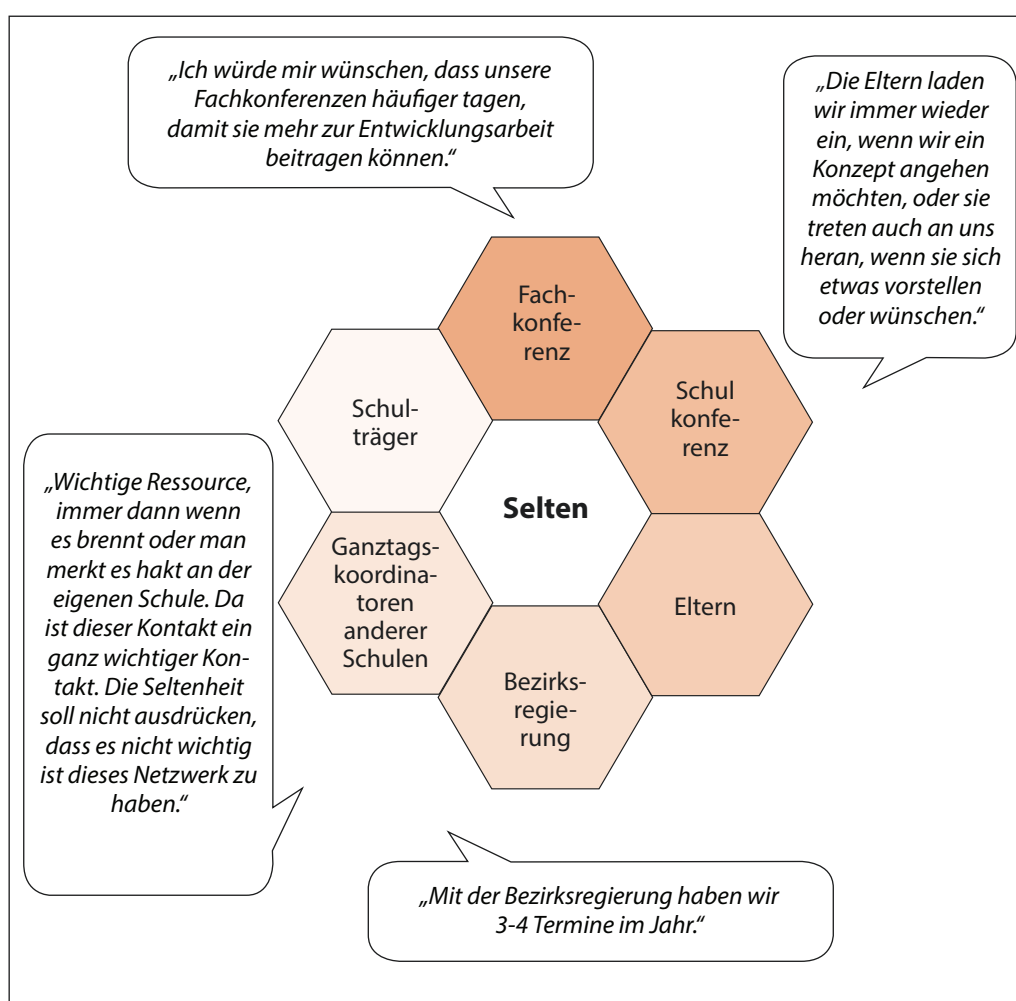 „Ich würde mir wünschen, dass unsere
Fachkonferenzen häufiger tagen,
damit sie mehr zur Entwicklungsarbeit
beitragen können.“
„Die Eltern laden
wir immer wieder
ein, wenn wir ein
Konzept angehen
möchten, oder sie
treten auch an uns
heran, wenn sie sich
etwas vorstellen
oder wünschen.“
Fach-
konfe-
renz
Schul-
träger
Schul
konfe-
renz
Selten
„Wichtige Ressource,
immer dann wenn
es brennt oder man
merkt es hakt an der
eigenen Schule. Da
ist dieser Kontakt ein
ganz wichtiger Kon-
takt. Die Seltenheit
soll nicht ausdrücken,
dass es nicht wichtig
ist dieses Netzwerk zu
haben.“
Ganztags-
koordina-
toren
anderer
Schulen
Eltern
Bezirks-
regie-
rung
„Mit der Bezirksregierung haben wir
3-4 Termine im Jahr.“